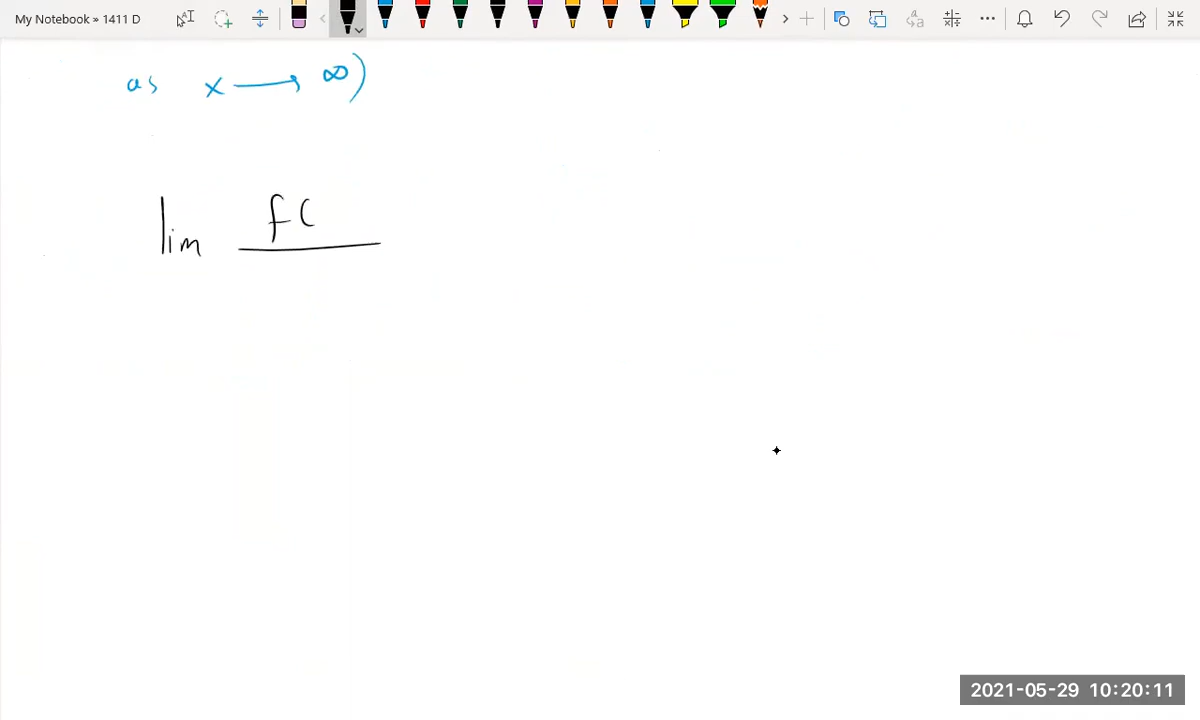 My Notebook » 1411 D
as x → ∞)
f(
lim
2021-05-29 10:20:11